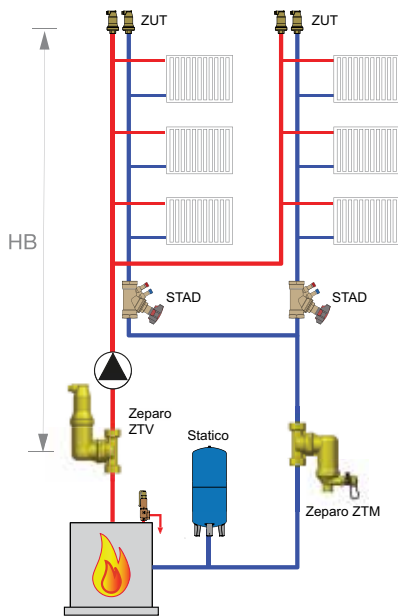 ZUT
ZUT
HB
STAD
STAD
Zeparo
ZTV
Statico
Zeparo ZTM